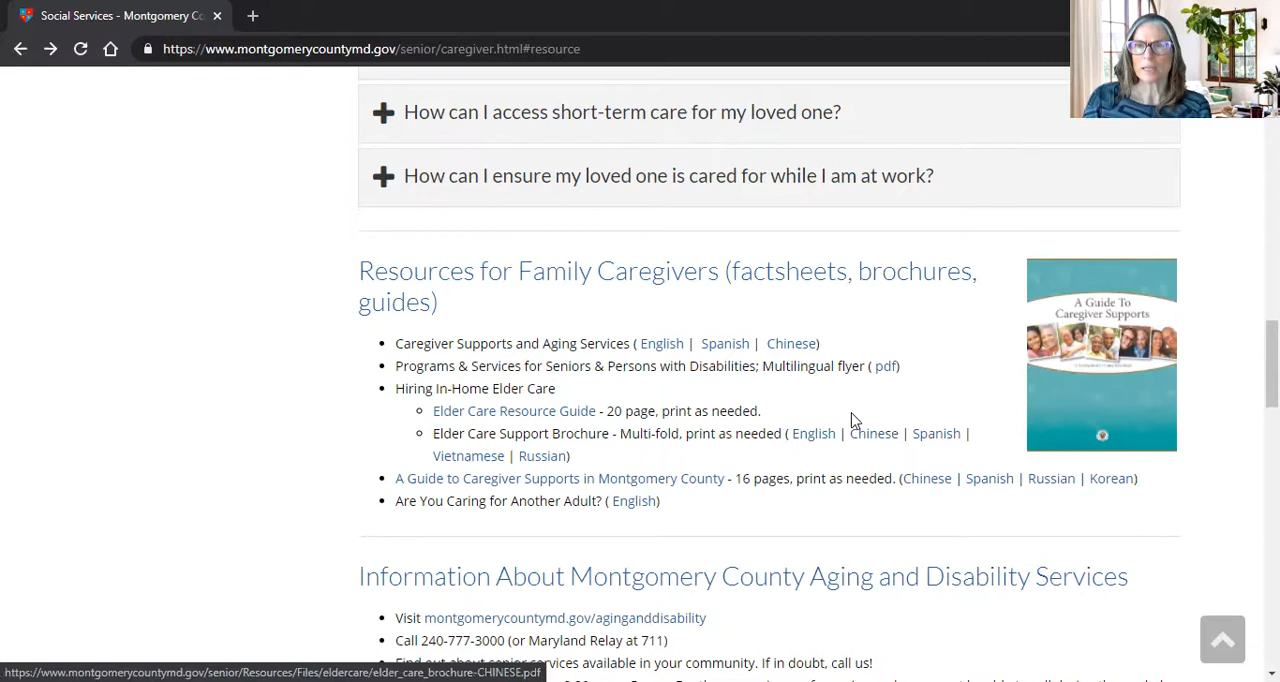 Social Services - Montgomery Co
https://www.montgomerycountymd.gov/senior/caregiver.html#resource
How can I access short-term care for my loved one?
How can I ensure my loved one is cared for while I am at work?
Resources for Family Caregivers (factsheets, brochures,
guides)
A Guide To
Caregiver Supports
• Caregiver Supports and Aging Services ( English | Spanish | Chinese)
• Programs & Services for Seniors & Persons with Disabilities; Multilingual flyer ( pdf)
• Hiring In-Home Elder Care
Elder Care Resource Guide - 20 page, print as needed.
Elder Care Support Brochure - Multi-fold, print as needed ( English | Chinese | Spanish |
Vietnamese | Russian)
• A Guide to Caregiver Supports in Montgomery County - 16 pages, print as needed. (Chinese | Spanish | Russian | Korean)
• Are You Caring for Another Adult? ( English)
Information About Montgomery County Aging and Disability Services
• Visit montgomerycountymd.gov/aginganddisability
• Call 240-777-3000 (or Maryland Relay at 711)
• Find out about senior services available in your community. If in doubt, call us!
https://www.montgomerycountymd.gov/senior/Resources/Files/eldercare/elder_care_brochure-CHINESE.pdf